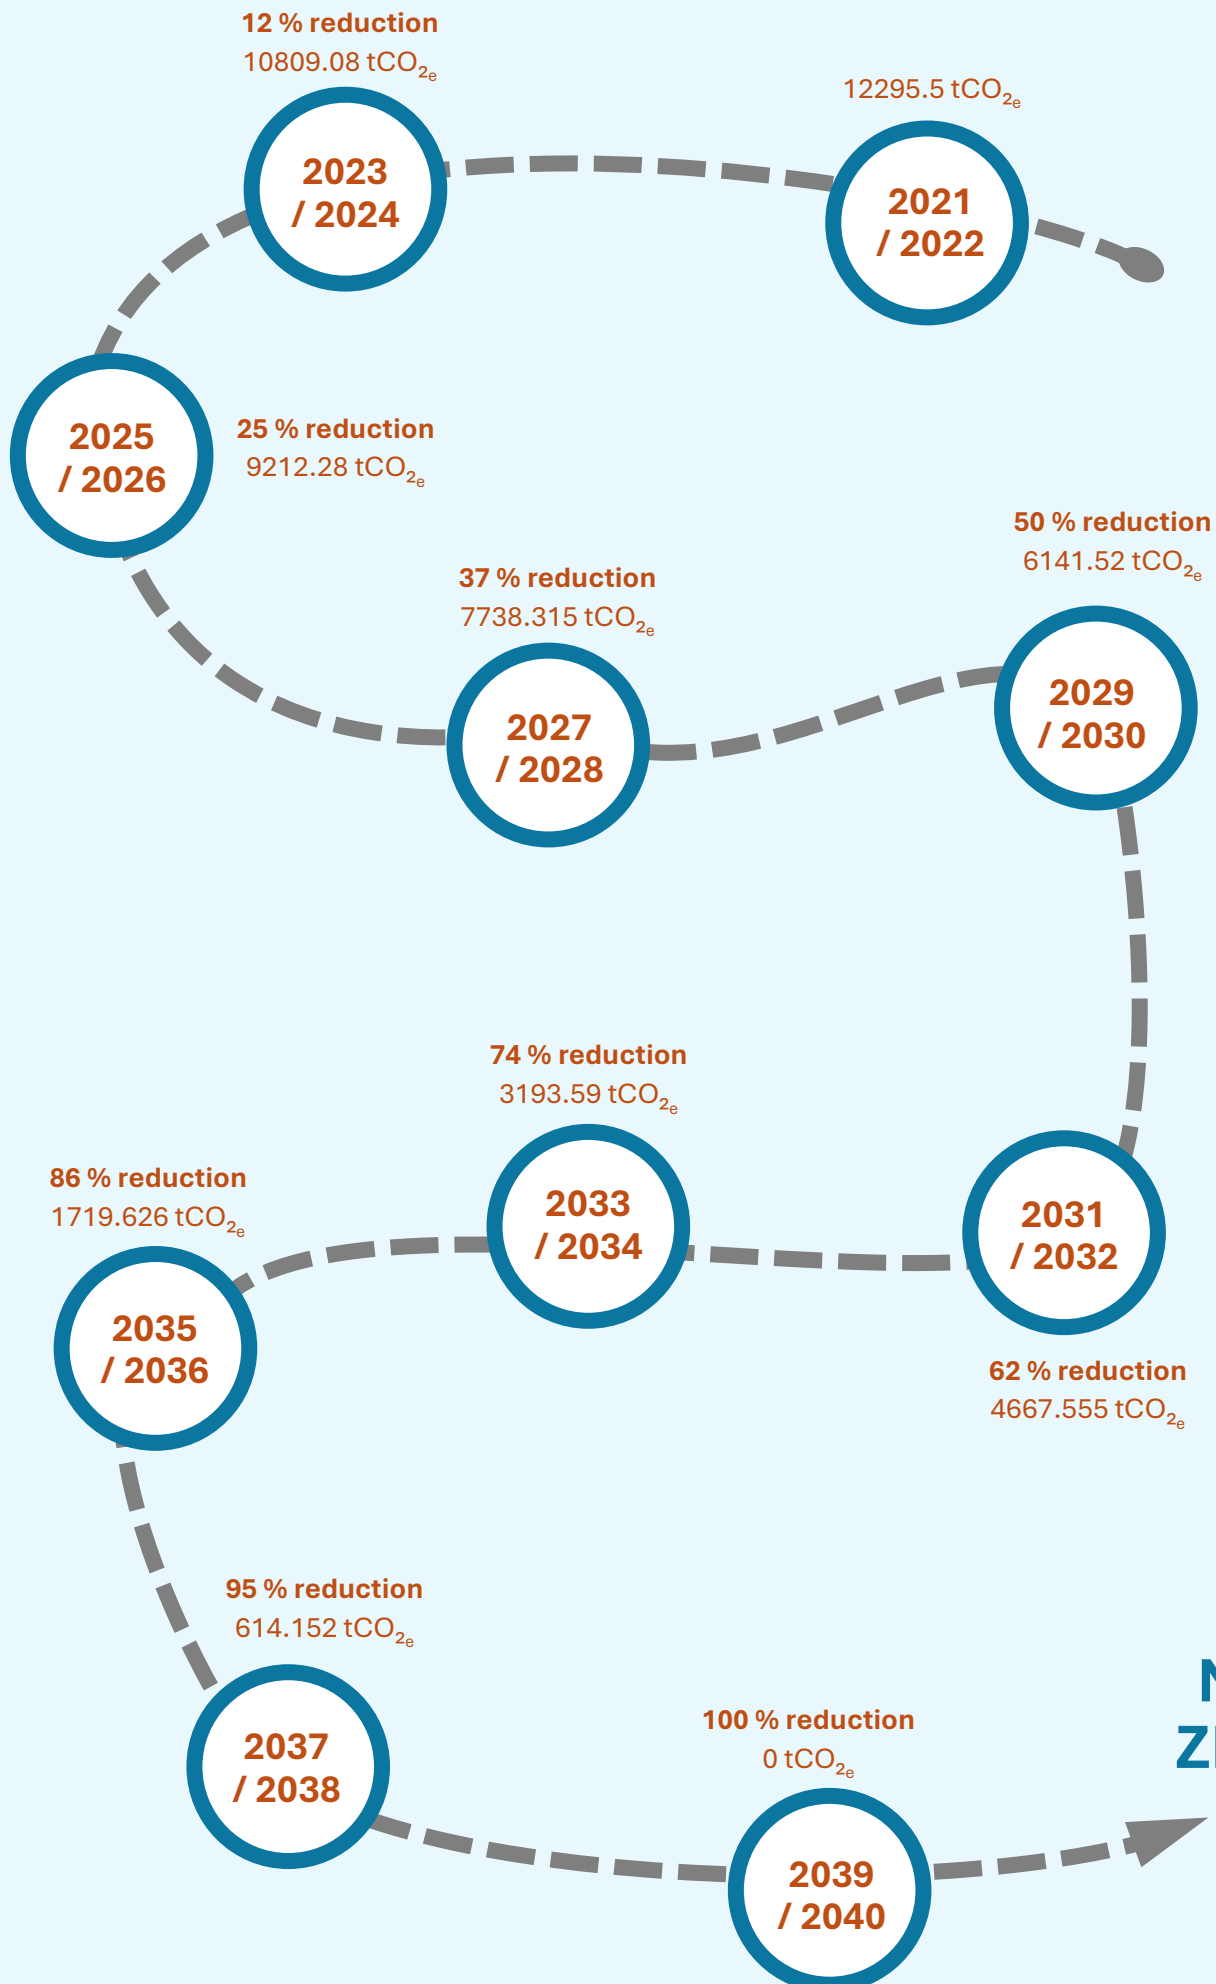 12295.5 tCO₂ₑ
2021
/ 2022
12 % reduction
10809.08 tCO₂ₑ
2023
/ 2024
2025
/ 2026
25 % reduction
9212.28 tCO₂ₑ
37 % reduction
7738.315 tCO₂ₑ
2027
/ 2028
50 % reduction
6141.52 tCO₂ₑ
2029
/ 2030
2031
/ 2032
62 % reduction
4667.555 tCO₂ₑ
74 % reduction
3193.59 tCO₂ₑ
2033
/ 2034
86 % reduction
1719.626 tCO₂ₑ
2035
/ 2036
95 % reduction
614.152 tCO₂ₑ
2037
/ 2038
100 % reduction
0 tCO₂ₑ
2039
/ 2040